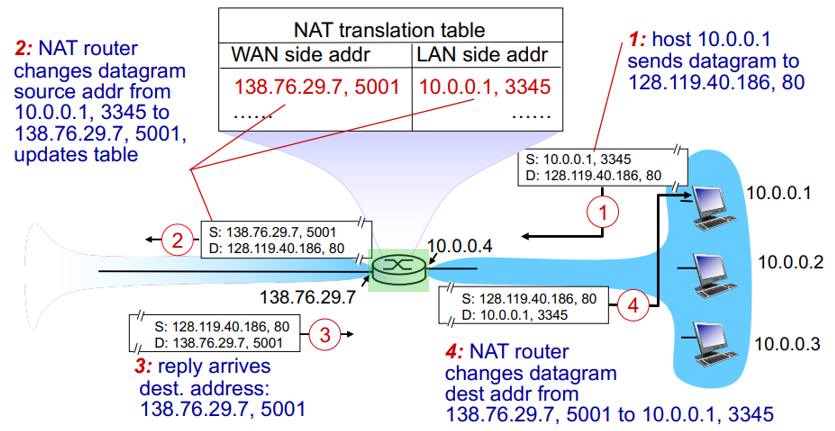 NAT translation table
WAN side addr LAN side addr
138.76.29.7, 5001 10.0.0.1, 3345
...... ......
2: NAT router
changes datagram
source addr from
10.0.0.1, 3345 to
138.76.29.7, 5001,
updates table
1: host 10.0.0.1
sends datagram to
128.119.40.186, 80
S: 10.0.0.1, 3345
D: 128.119.40.186, 80
1
10.0.0.1
S: 138.76.29.7, 5001
D: 128.119.40.186, 80
2
10.0.0.4
10.0.0.2
138.76.29.7
S: 128.119.40.186, 80
D: 10.0.0.1, 3345
4
S: 128.119.40.186, 80
D: 138.76.29.7, 5001
3
10.0.0.3
3: reply arrives
dest. address:
138.76.29.7, 5001
4: NAT router
changes datagram
dest addr from
138.76.29.7, 5001 to 10.0.0.1, 3345